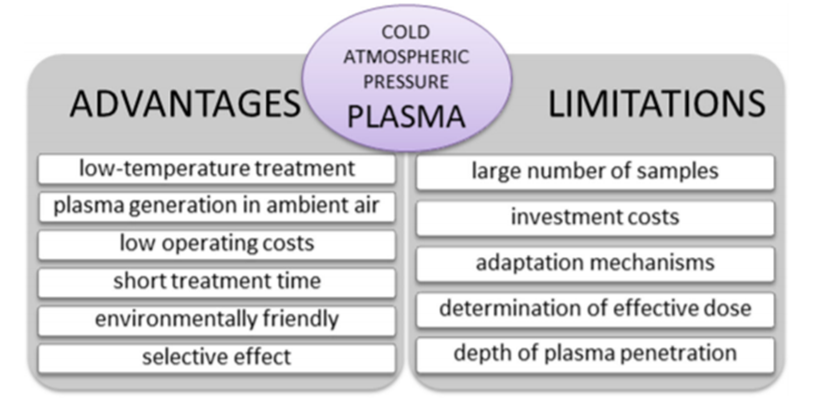 COLD
ATMOSPHERIC
PRESSURE
PLASMA
ADVANTAGES
low-temperature treatment
plasma generation in ambient air
low operating costs
short treatment time
environmentally friendly
selective effect
LIMITATIONS
large number of samples
investment costs
adaptation mechanisms
determination of effective dose
depth of plasma penetration